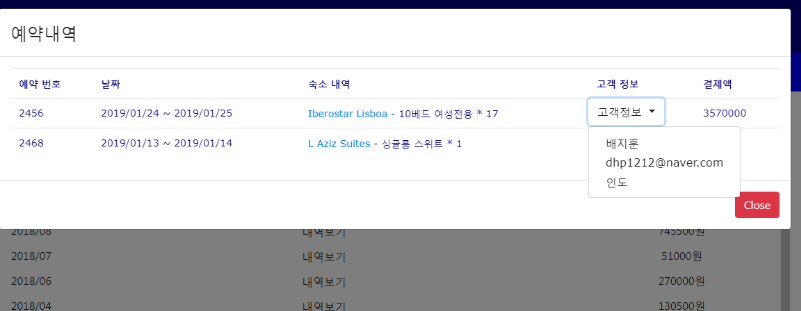 예약내역
예약 번호 날짜 숙소 내역 고객 정보 결제액
2456 2019/01/24 ~ 2019/01/25 Iberostar Lisboa - 10베드 여성전용 * 17 고객정보 3570000
2468 2019/01/13 ~ 2019/01/14 L Aziz Suites - 싱글룸 스위트 * 1
배지훈
dhp1212@naver.com
인도
Close
2018/08 내역보기 745500원
2018/07 내역보기 51000원
2018/06 내역보기 270000원
2018/04 내역보기 130500원